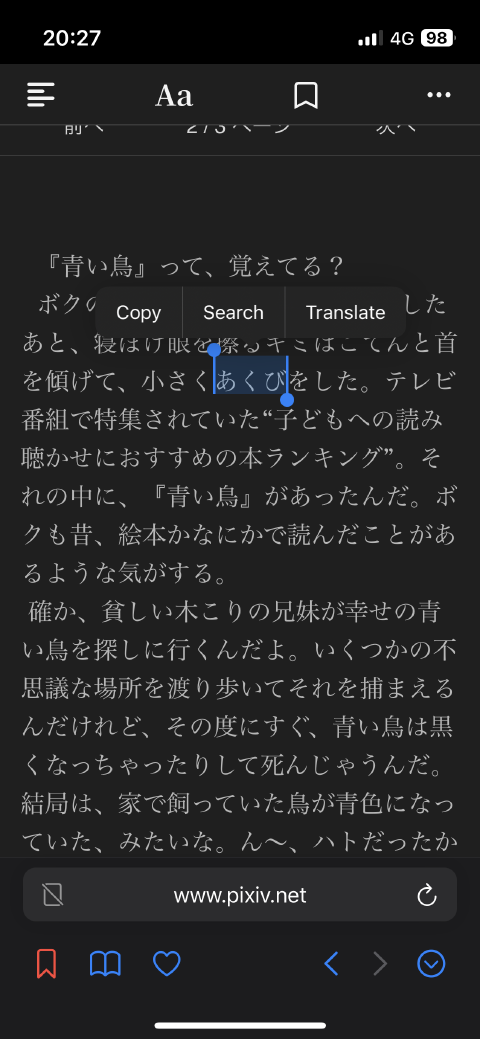 20:27
4G 98
Aa
前へ 2 / 3 ページ 次へ
『青い鳥』って、覚えてる？
ボクの した
Copy Search Translate
あと、寝ぼけ眼を擦るキミはこてんと首
を傾げて、小さくあくびをした。テレビ
番組で特集されていた“子どもへの読み
聴かせにおすすめの本ランキング”。そ
れの中に、『青い鳥』があったんだ。ボ
クも昔、絵本かなにかで読んだことがあ
るような気がする。
確か、貧しい木こりの兄妹が幸せの青
い鳥を探しに行くんだよ。いくつかの不
思議な場所を渡り歩いてそれを捕まえる
んだけれど、その度にすぐ、青い鳥は黒
くなっちゃったりして死んじゃうんだ。
結局は、家で飼っていた鳥が青色になっ
ていた、みたいな。ん〜、ハトだったか
www.pixiv.net